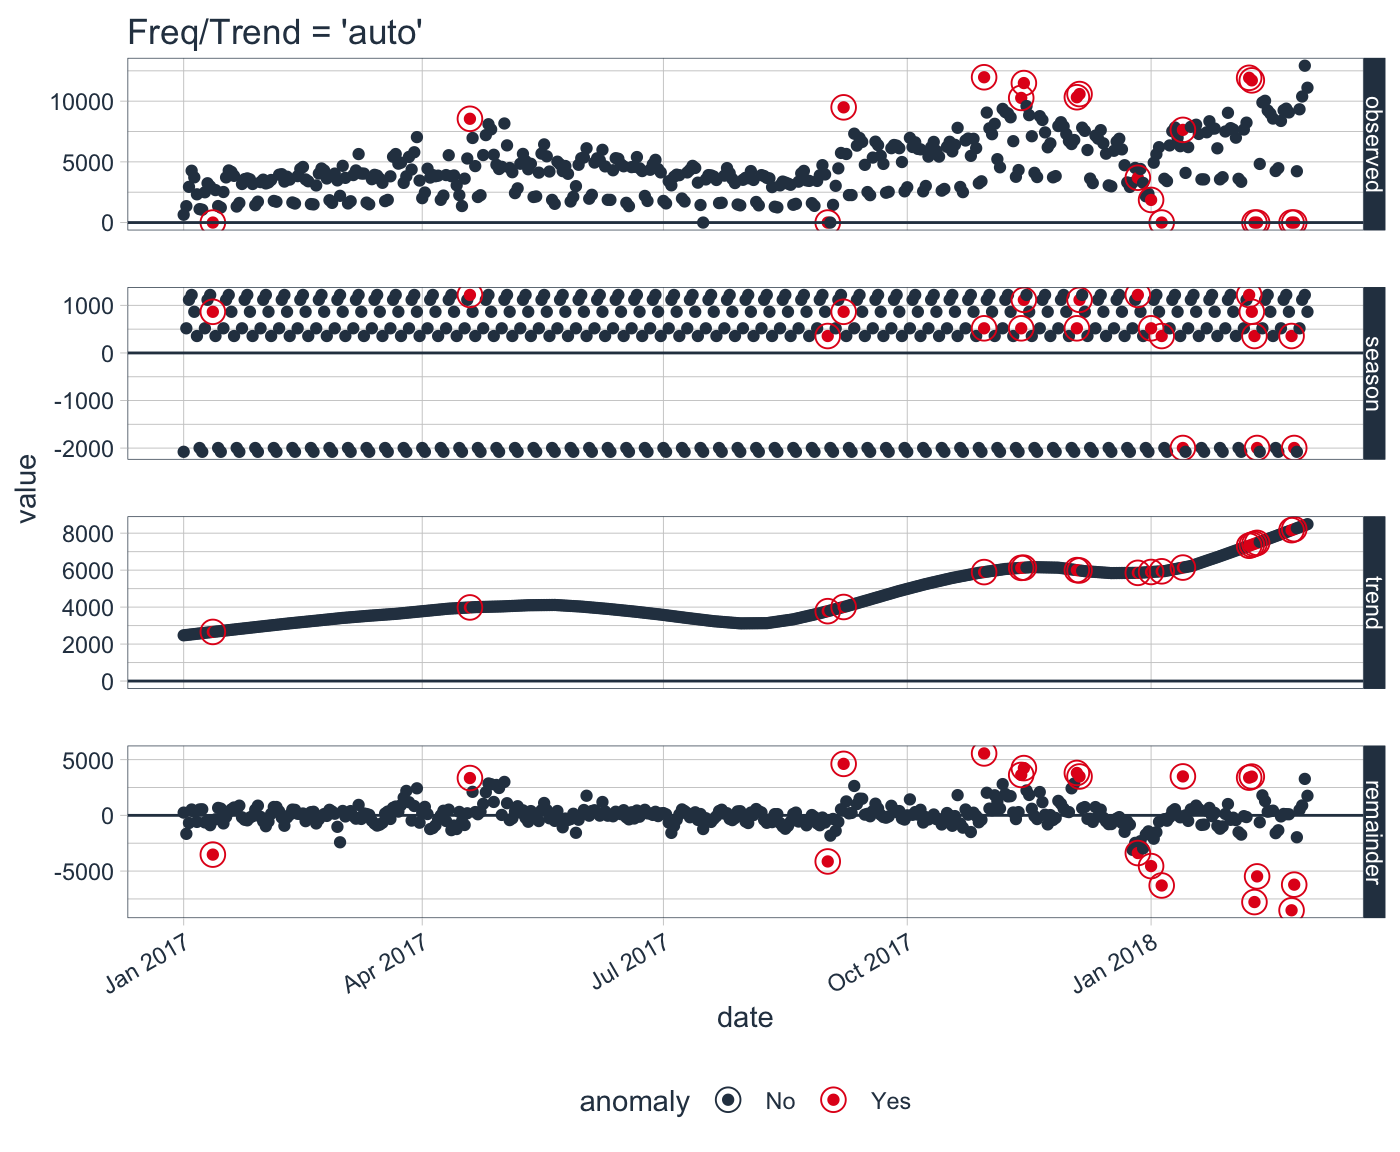 Freq/Trend = 'auto'
10000
5000
0
observed
1000
0
-1000
-2000
season
value
8000
6000
4000
2000
0
trend
5000
0
-5000
remainder
Jan 2017
Apr 2017
Jul 2017
Oct 2017
Jan 2018
date
anomaly No Yes